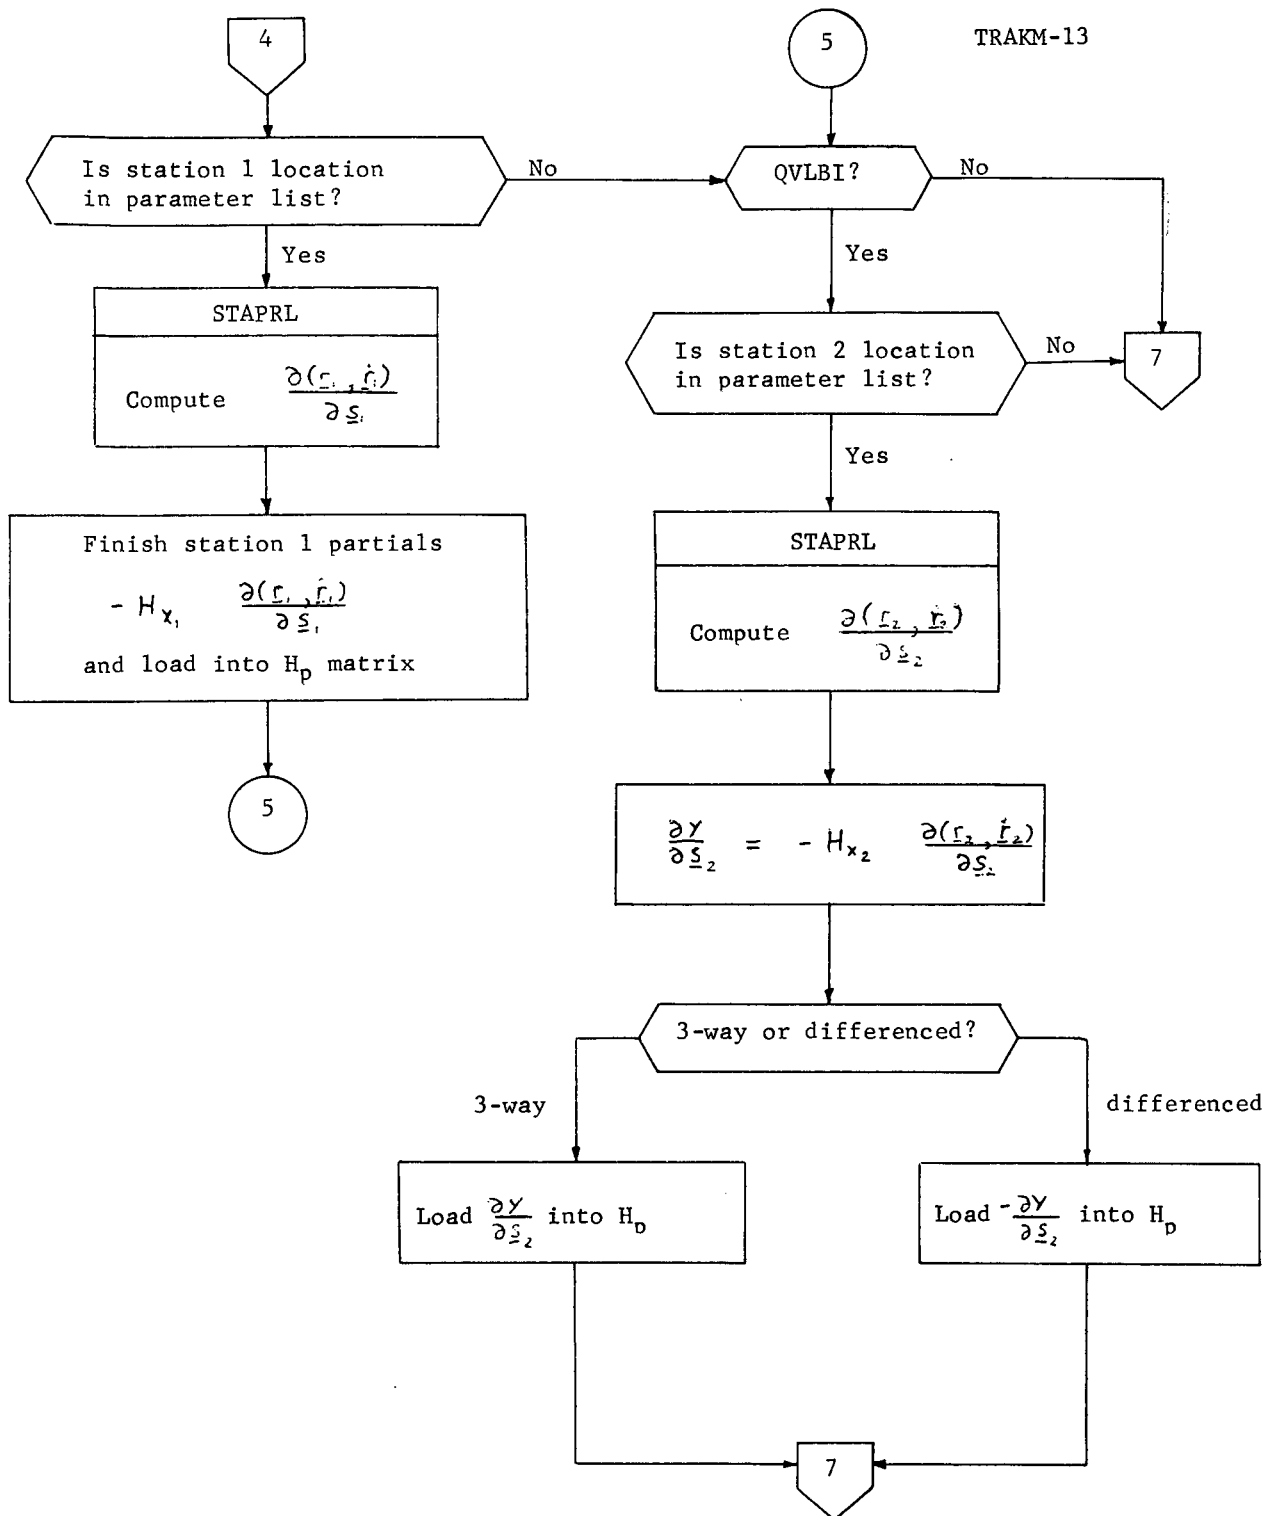 TRAKM-13
4
Is station 1 location
in parameter list?
No
Yes
STAPRL
Compute ∂(r₁, ṙ₁)/∂s₁
Finish station 1 partials
- Hx₁ ∂(r₁, ṙ₁)/∂s₁
and load into Hp matrix
5
5
QVLBI?
No
Yes
Is station 2 location
in parameter list?
No
7
Yes
STAPRL
Compute ∂(r₂, ṙ₂)/∂s₂
∂Y/∂s₂ = - Hx₂ ∂(r₂, ṙ₂)/∂s₂
3-way or differenced?
3-way
differenced
Load ∂Y/∂s₂ into Hp
Load -∂Y/∂s₂ into Hp
7